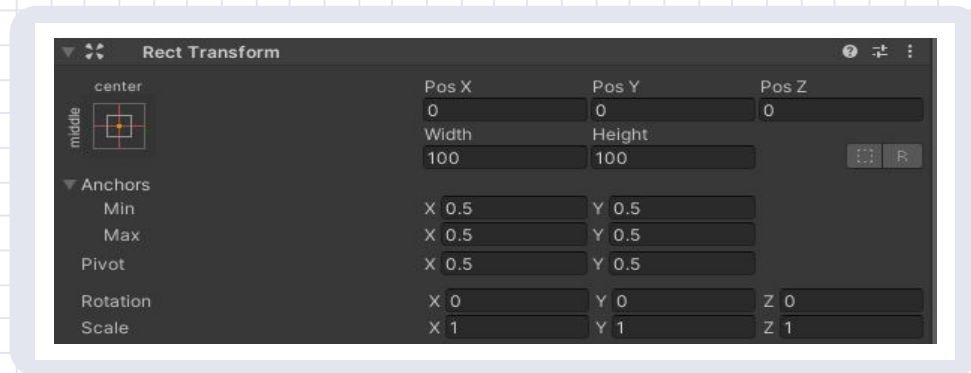 Rect Transform
center
middle
Pos X Pos Y Pos Z
0 0 0
Width Height
100 100
R
Anchors
Min X 0.5 Y 0.5
Max X 0.5 Y 0.5
Pivot X 0.5 Y 0.5
Rotation X 0 Y 0 Z 0
Scale X 1 Y 1 Z 1